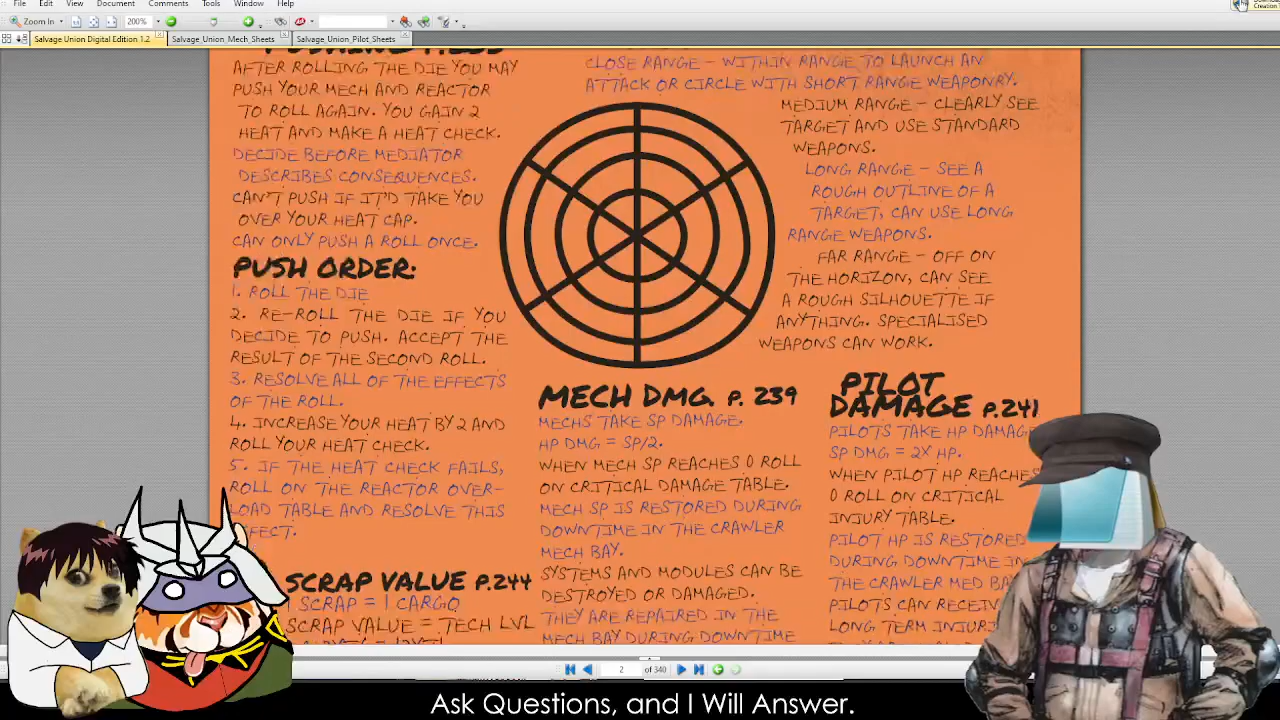 File Edit View Document Comments Tools Window Help
Zoom In 200%
Salvage Union Digital Edition 1.2 Salvage_Union_Mech_Sheets Salvage_Union_Pilot_Sheets
Creation
AFTER ROLLING THE DIE YOU MAY
PUSH YOUR MECH AND REACTOR
TO ROLL AGAIN. YOU GAIN 2
HEAT AND MAKE A HEAT CHECK.
DECIDE BEFORE MEDIATOR
DESCRIBES CONSEQUENCES.
CAN'T PUSH IF IT'D TAKE YOU
OVER YOUR HEAT CAP.
CAN ONLY PUSH A ROLL ONCE.
PUSH ORDER:
1. ROLL THE DIE
2. RE-ROLL THE DIE IF YOU
DECIDE TO PUSH. ACCEPT THE
RESULT OF THE SECOND ROLL.
3. RESOLVE ALL OF THE EFFECTS
OF THE ROLL.
4. INCREASE YOUR HEAT BY 2 AND
ROLL YOUR HEAT CHECK.
5. IF THE HEAT CHECK FAILS,
ROLL ON THE REACTOR OVER-
LOAD TABLE AND RESOLVE THIS
SCRAP VALUE P.244
SCRAP = 1 CARGO
SCRAP VALUE = TECH LVL
CLOSE RANGE – WITHIN RANGE TO LAUNCH AN
ATTACK OR CIRCLE WITH SHORT RANGE WEAPONRY.
MEDIUM RANGE – CLEARLY SEE
TARGET AND USE STANDARD
WEAPONS.
LONG RANGE – SEE A
ROUGH OUTLINE OF A
TARGET, CAN USE LONG
RANGE WEAPONS.
FAR RANGE – OFF ON
THE HORIZON, CAN SEE
A ROUGH SILHOUETTE IF
ANYTHING. SPECIALISED
WEAPONS CAN WORK.
MECH DMG. P. 239
MECHS TAKE SP DAMAGE.
HP DMG = SP/2.
WHEN MECH SP REACHES 0 ROLL
ON CRITICAL DAMAGE TABLE.
MECH SP IS RESTORED DURING
DOWNTIME IN THE CRAWLER
MECH BAY.
SYSTEMS AND MODULES CAN BE
DESTROYED OR DAMAGED.
THEY ARE REPAIRED IN THE
MECH BAY DURING DOWNTIME
PILOT
DAMAGE P.241
PILOTS TAKE HP DAMAGE
SP DMG = 2X HP.
WHEN PILOT HP REACHES
0 ROLL ON CRITICAL
INJURY TABLE.
PILOT HP IS RESTORED
DURING DOWNTIME IN
THE CRAWLER MED BA
PILOTS CAN RECEIV
LONG TERM INJURI
2 of 340
Ask Questions, and I Will Answer.